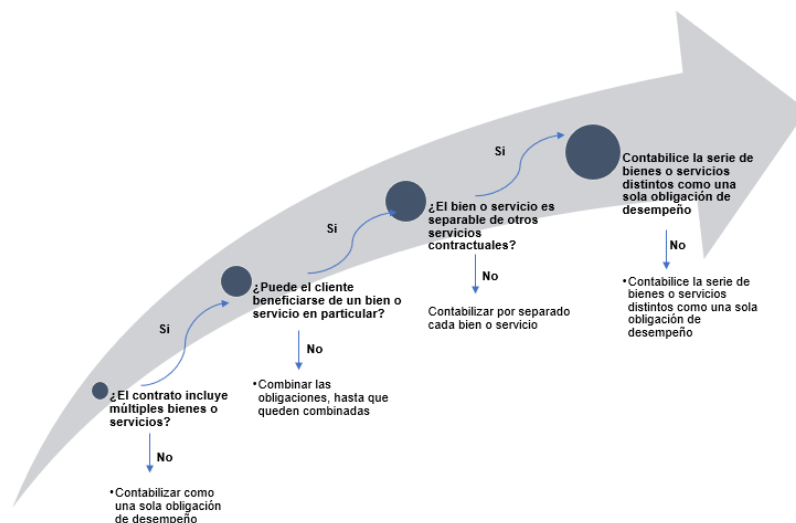 ¿El contrato incluye
múltiples bienes o
servicios?
Si
No
•Contabilizar como
una sola obligación
de desempeño
¿Puede el cliente
beneficiarse de un bien o
servicio en particular?
Si
No
•Combinar las
obligaciones, hasta que
queden combinadas
¿El bien o servicio es
separable de otros
servicios
contractuales?
Si
No
Contabilizar por separado
cada bien o servicio
Contabilice la serie de
bienes o servicios
distintos como una
sola obligación de
desempeño
No
•Contabilice la serie de
bienes o servicios
distintos como una sola
obligación de
desempeño